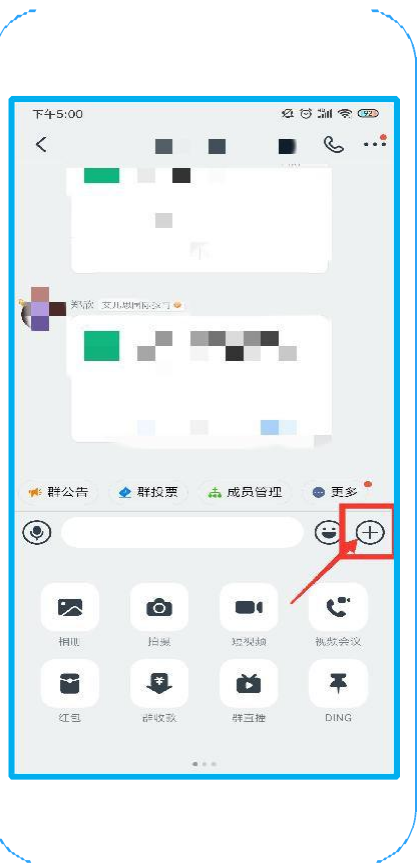 下午5:00
92
群公告
群投票
成员管理
更多
相册
拍摄
短视频
视频会议
红包
群收款
群直播
DING